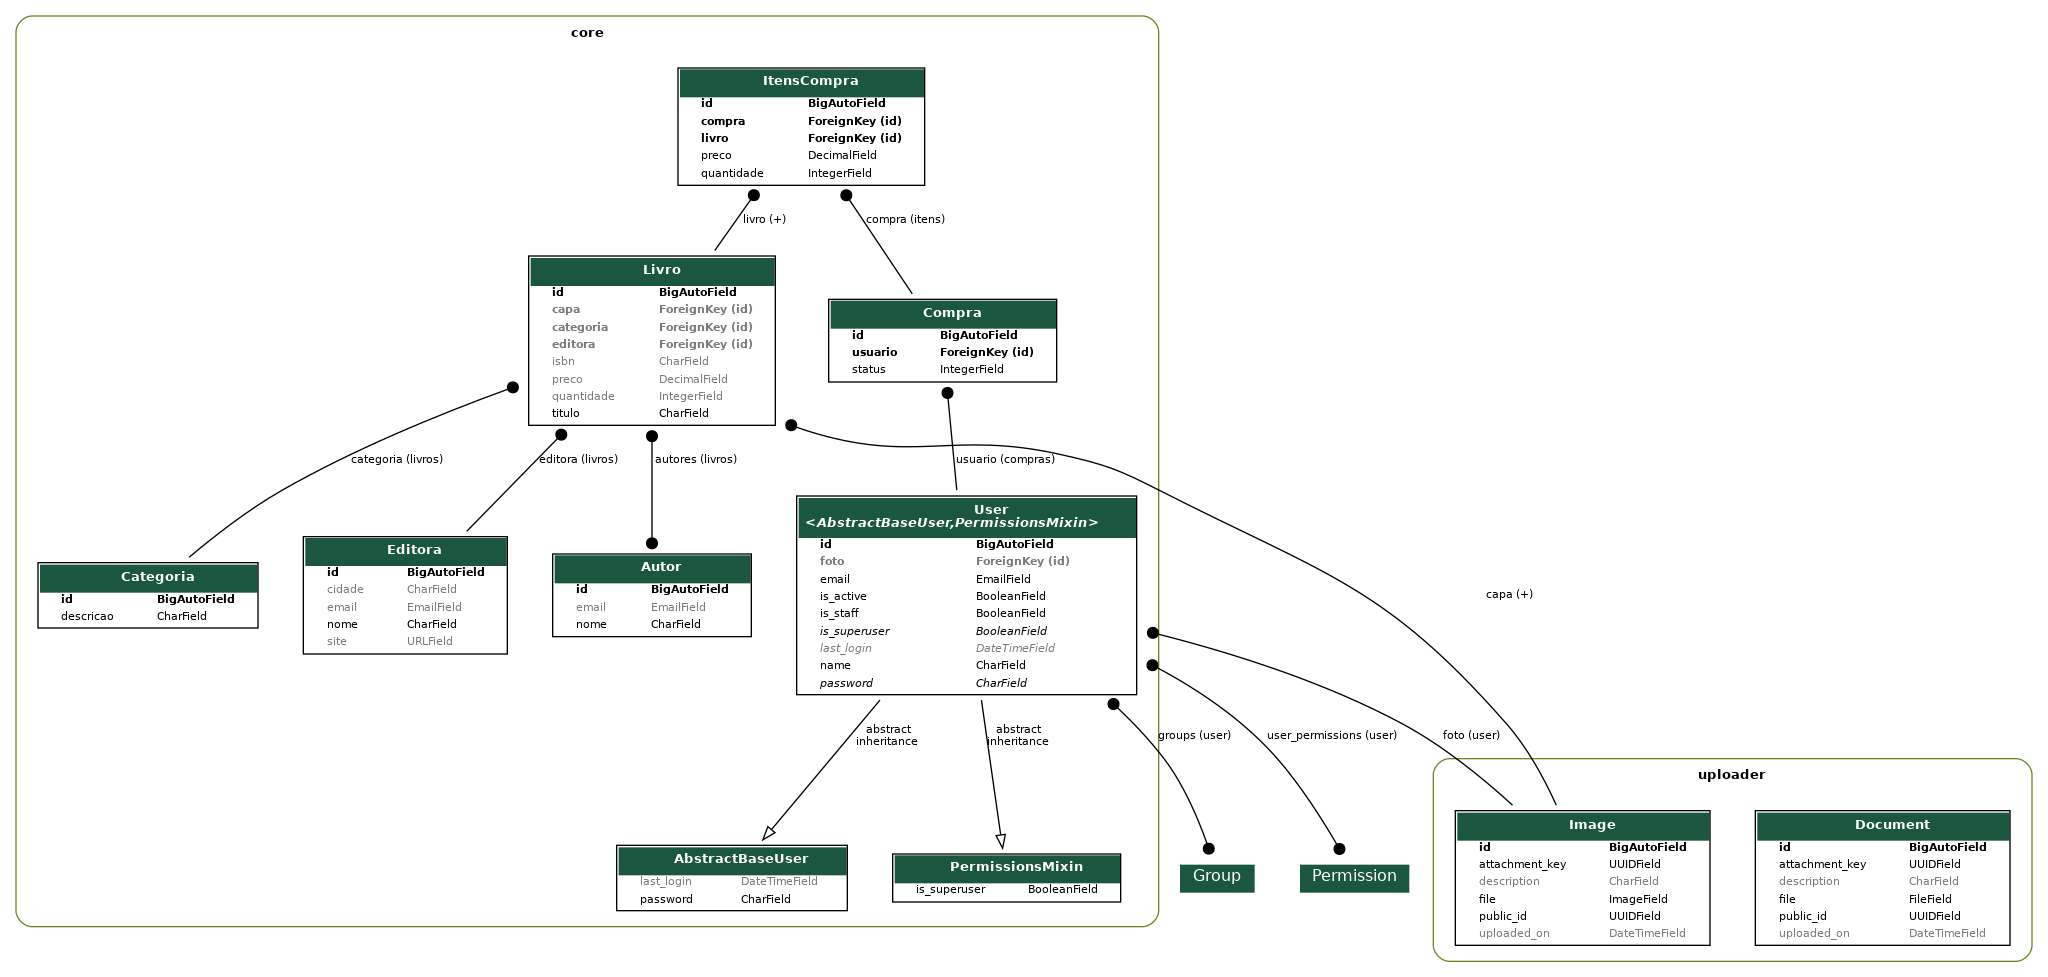 core
ItensCompra
id BigAutoField
compra ForeignKey (id)
livro ForeignKey (id)
preco DecimalField
quantidade IntegerField
livro (+)
compra (itens)
Livro
id BigAutoField
capa ForeignKey (id)
categoria ForeignKey (id)
editora ForeignKey (id)
isbn CharField
preco DecimalField
quantidade IntegerField
titulo CharField
Compra
id BigAutoField
usuario ForeignKey (id)
status IntegerField
categoria (livros)
editora (livros)
autores (livros)
usuario (compras)
Categoria
id BigAutoField
descricao CharField
Editora
id BigAutoField
cidade CharField
email EmailField
nome CharField
site URLField
Autor
id BigAutoField
email EmailField
nome CharField
User
<AbstractBaseUser,PermissionsMixin>
id BigAutoField
foto ForeignKey (id)
email EmailField
is_active BooleanField
is_staff BooleanField
is_superuser BooleanField
last_login DateTimeField
name CharField
password CharField
capa (+)
abstract
inheritance
abstract
inheritance
groups (user)
user_permissions (user)
foto (user)
AbstractBaseUser
last_login DateTimeField
password CharField
PermissionsMixin
is_superuser BooleanField
Group
Permission
uploader
Image
id BigAutoField
attachment_key UUIDField
description CharField
file ImageField
public_id UUIDField
uploaded_on DateTimeField
Document
id BigAutoField
attachment_key UUIDField
description CharField
file FileField
public_id UUIDField
uploaded_on DateTimeField